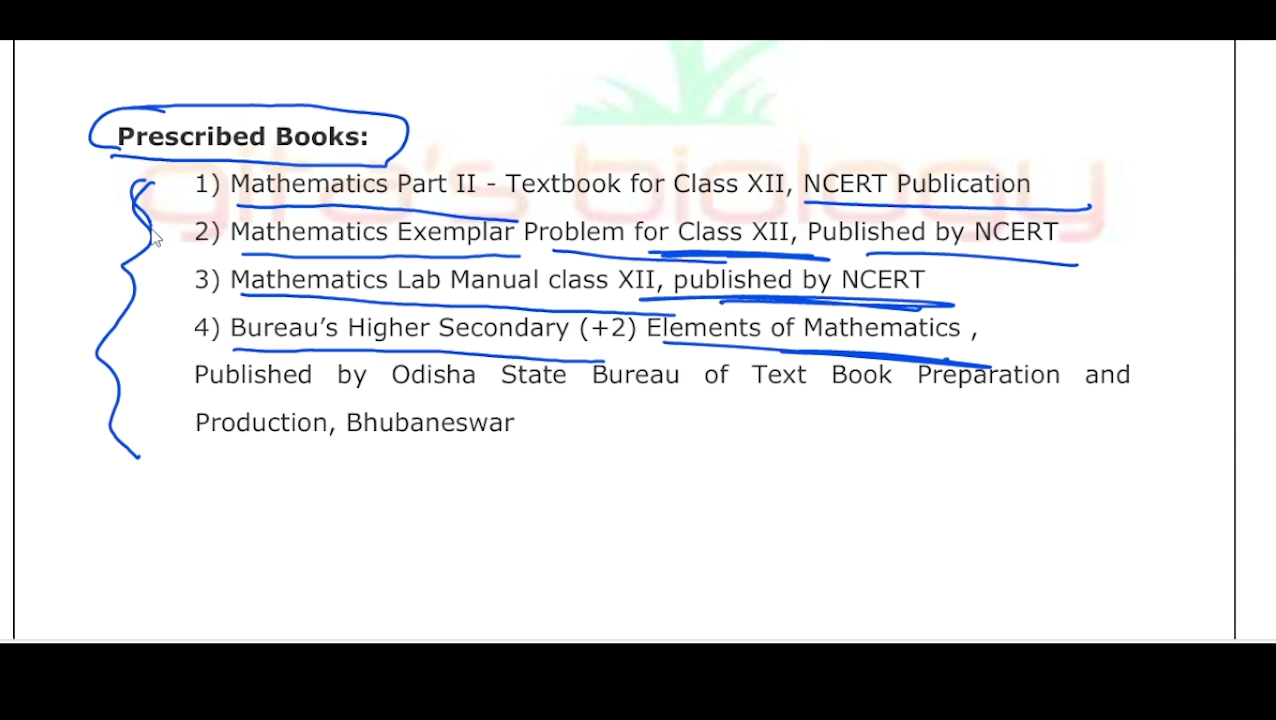 Prescribed Books:
1) Mathematics Part II - Textbook for Class XII, NCERT Publication
2) Mathematics Exemplar Problem for Class XII, Published by NCERT
3) Mathematics Lab Manual class XII, published by NCERT
4) Bureau's Higher Secondary (+2) Elements of Mathematics ,
Published by Odisha State Bureau of Text Book Preparation and
Production, Bhubaneswar